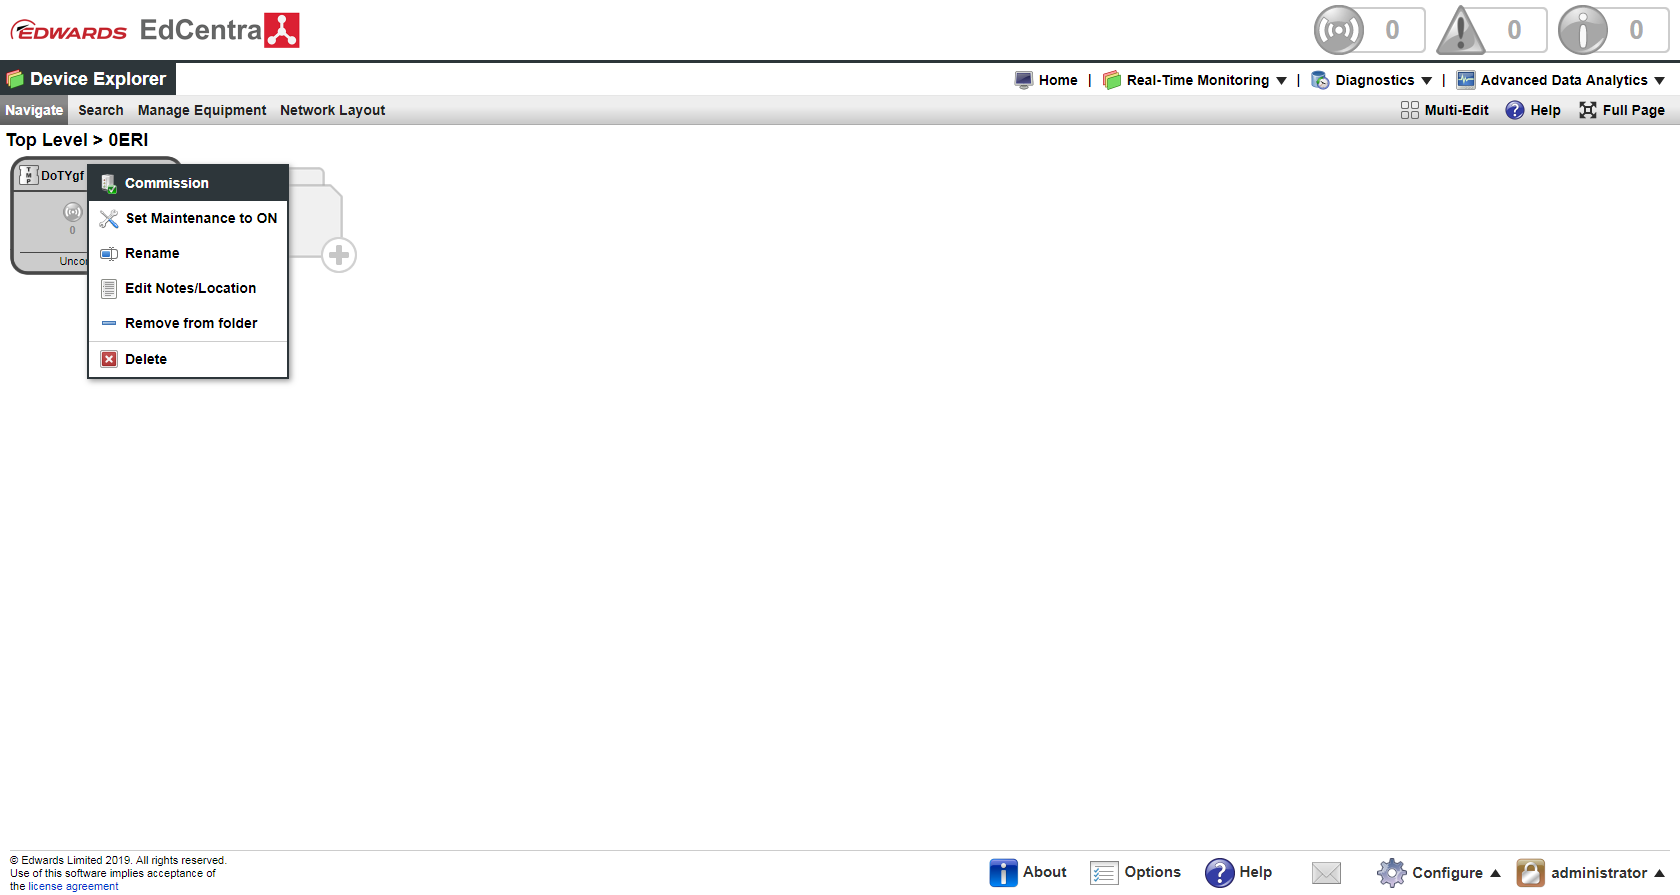 EDWARDS EdCentra 0 0 0
Device Explorer Home | Real-Time Monitoring | Diagnostics | Advanced Data Analytics
Navigate Search Manage Equipment Network Layout Multi-Edit Help Full Page
Top Level > 0ERI
TMP DoTYgf
Commission
Set Maintenance to ON
0
Rename
Uncon
Edit Notes/Location
Remove from folder
Delete
© Edwards Limited 2019. All rights reserved.
Use of this software implies acceptance of
the license agreement
About Options Help Configure administrator